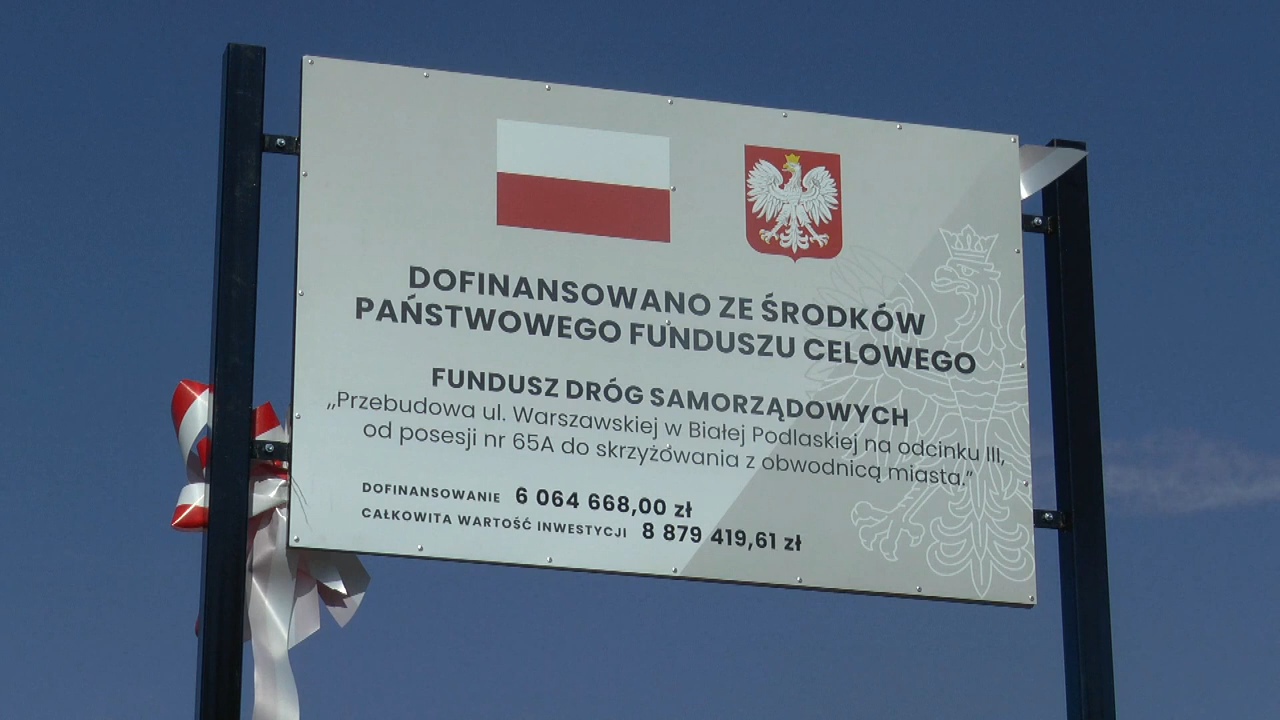 DOFINANSOWANO ZE ŚRODKÓW
PAŃSTWOWEGO FUNDUSZU CELOWEGO
FUNDUSZ DRÓG SAMORZĄDOWYCH
„Przebudowa ul. Warszawskiej w Białej Podlaskiej na odcinku III,
od posesji nr 65A do skrzyżowania z obwodnicą miasta.”
DOFINANSOWANIE 6 064 668,00 zł
CAŁKOWITA WARTOŚĆ INWESTYCJI 8 879 419,61 zł